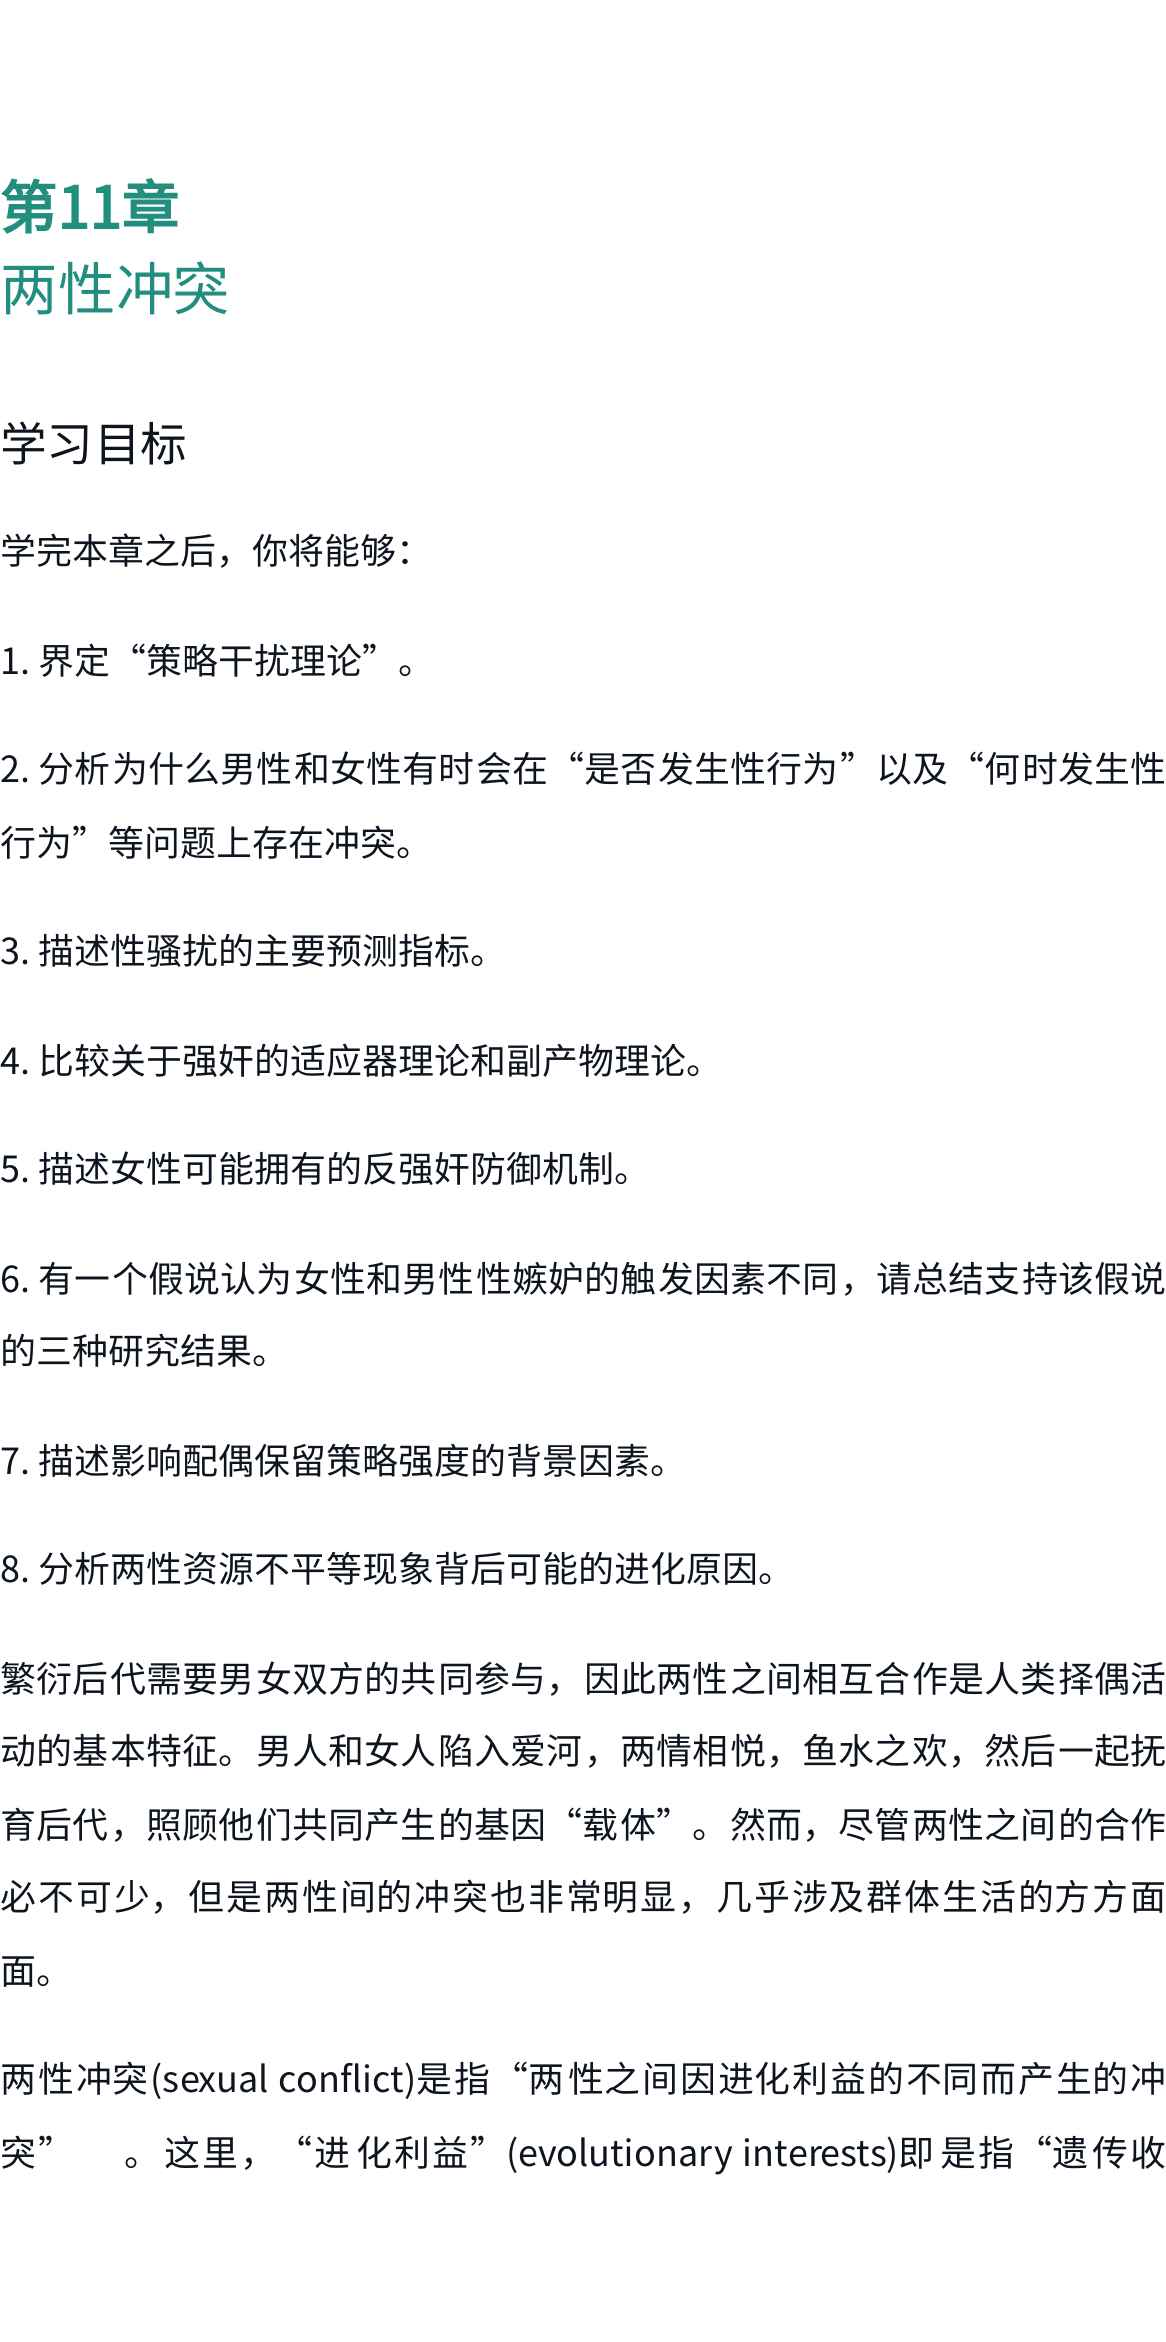 第11章
两性冲突
学习目标
学完本章之后，你将能够：
1. 界定“策略干扰理论”。
2. 分析为什么男性和女性有时会在“是否发生性行为”以及“何时发生性
行为”等问题上存在冲突。
3. 描述性骚扰的主要预测指标。
4. 比较关于强奸的适应器理论和副产物理论。
5. 描述女性可能拥有的反强奸防御机制。
6. 有一个假说认为女性和男性性嫉妒的触发因素不同，请总结支持该假说
的三种研究结果。
7. 描述影响配偶保留策略强度的背景因素。
8. 分析两性资源不平等现象背后可能的进化原因。
繁衍后代需要男女双方的共同参与，因此两性之间相互合作是人类择偶活
动的基本特征。男人和女人陷入爱河，两情相悦，鱼水之欢，然后一起抚
育后代，照顾他们共同产生的基因“载体”。然而，尽管两性之间的合作
必不可少，但是两性间的冲突也非常明显，几乎涉及群体生活的方方面
面。
两性冲突(sexual conflict)是指“两性之间因进化利益的不同而产生的冲
突”　。这里，“进化利益”(evolutionary interests)即是指“遗传收